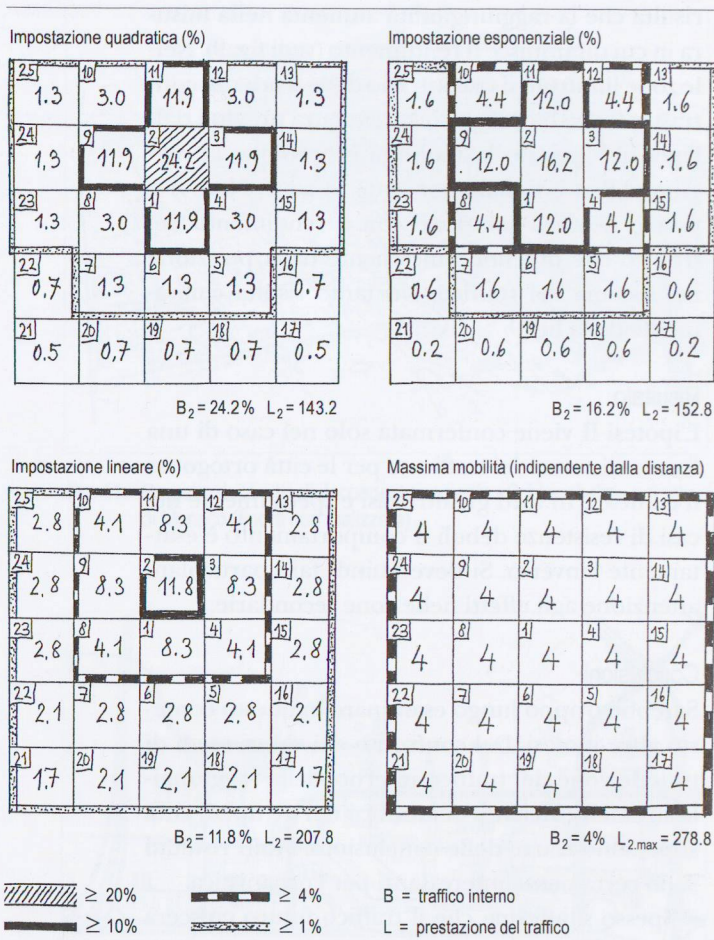 Impostazione quadratica (%)
25 10 11 12 13
1.3 3.0 11.9 3.0 1.3
24 9 2 3 14
1,3 11.9 24.2 11.9 1.3
23 8 1 4 15
1.3 3.0 11.9 3.0 1,3
22 7 6 5 16
0,7 1.3 1.3 1.3 0.7
21 20 19 18 17
0.5 0,7 0.7 0.7 0.5
B2 = 24.2% L2 = 143.2
Impostazione esponenziale (%)
25 10 11 12 13
1.6 4.4 12.0 4.4 1.6
24 9 2 3 14
1.6 12.0 16,2 12.0 1.6
23 8 1 4 15
1.6 4.4 12.0 4.4 1.6
22 7 6 5 16
0.6 1.6 1.6 1.6 0.6
21 20 19 18 17
0.2 0.6 0.6 0.6 0.2
B2 = 16.2% L2 = 152.8
Impostazione lineare (%)
25 10 11 12 13
2.8 4.1 8.3 4.1 2.8
24 9 2 3 14
2.8 8.3 11.8 8.3 2.8
23 8 1 4 15
2,8 4.1 8.3 4.1 2,8
22 7 6 5 16
2.1 2.8 2.8 2.8 2.1
21 20 19 18 17
1.7 2,1 2.1 2.1 1.7
B2 = 11.8% L2 = 207.8
Massima mobilità (indipendente dalla distanza)
25 10 11 12 13
4 4 4 4 4
24 9 2 3 14
4 4 4 4 4
23 8 1 4 15
4 4 4 4 4
22 7 6 5 16
4 4 4 4 4
21 20 19 18 17
4 4 4 4 4
B2 = 4% L2.max = 278.8
≥ 20% ≥ 4% B = traffico interno
≥ 10% ≥ 1% L = prestazione del traffico